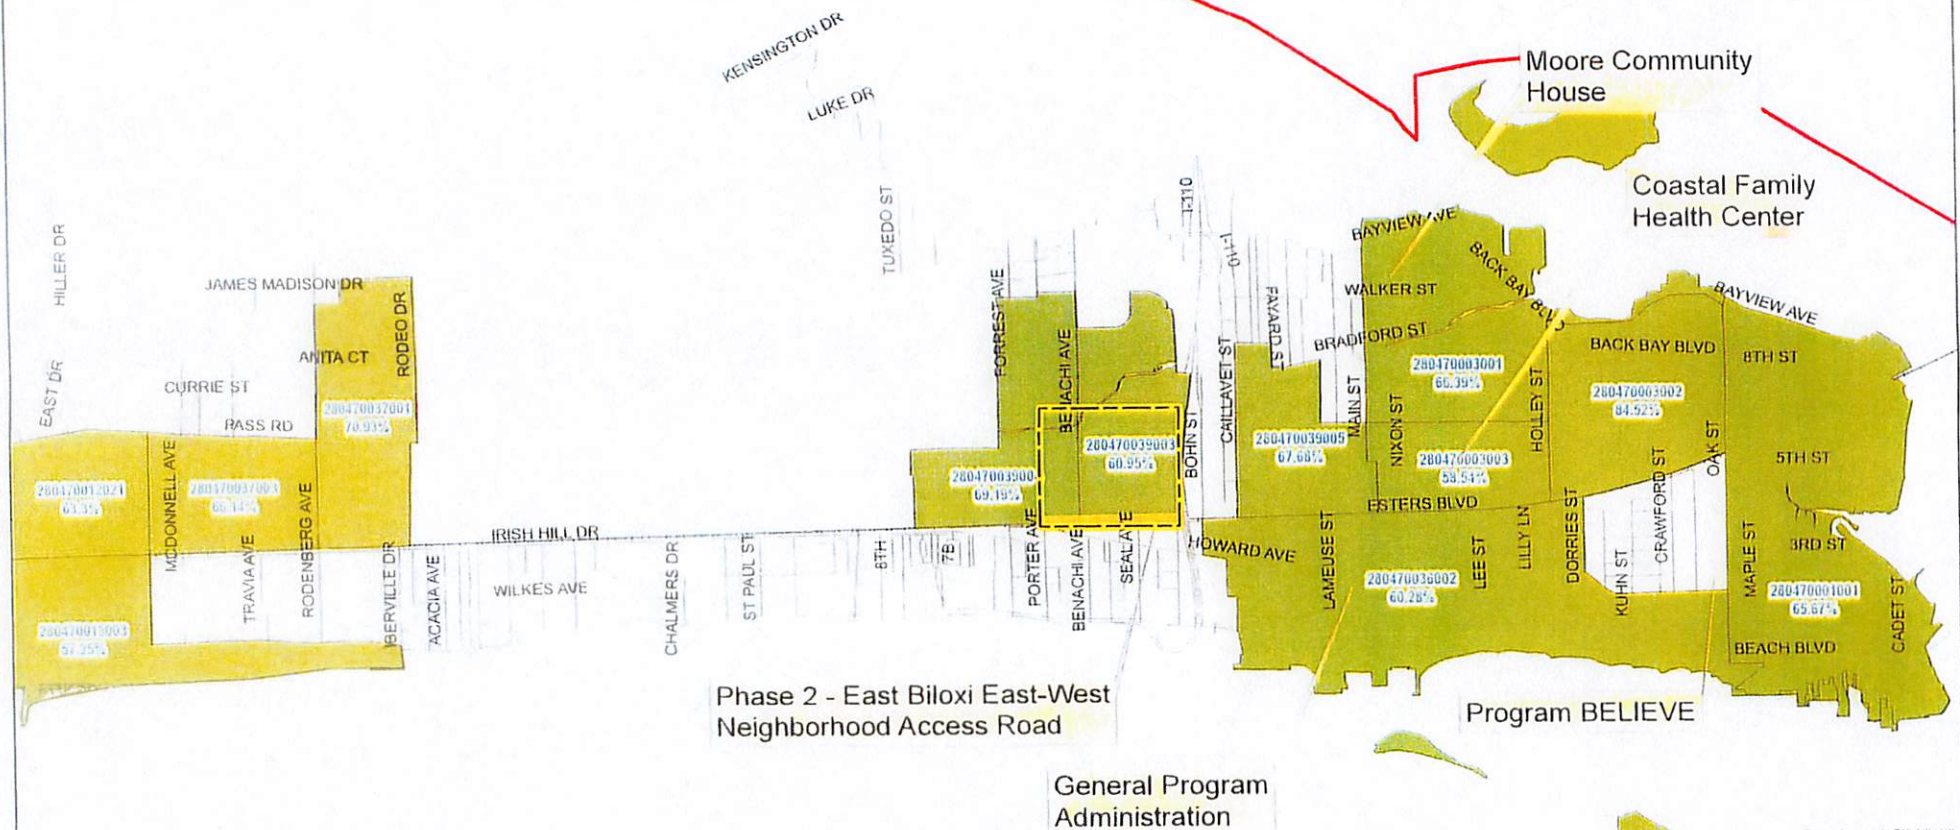 KENSINGTON DR
LUKE DR
Moore Community
House
Coastal Family
Health Center
HILLER DR
TUXEDO ST
I-110
I-110
BAYVIEW AVE
BACK BAY BLVD
JAMES MADISON DR
RODEO DR
FORREST AVE
FAYARD ST
WALKER ST
BAYVIEW AVE
BRADFORD ST
EAST DR
ANITA CT
BENACHI AVE
CAILLAVET ST
BACK BAY BLVD
8TH ST
CURRIE ST
280470003001
66.39%
280470003002
84.52%
280470037001
70.93%
PASS RD
MAIN ST
NIXON ST
HOLLEY ST
BOHN ST
280470039003
60.95%
280470039005
67.68%
OAK ST
28047003900
69.19%
280470003003
58.51%
5TH ST
280470012021
63.3%
MCDONNELL AVE
280470037003
66.14%
RODENBERG AVE
CRAWFORD ST
ESTERS BLVD
IRISH HILL DR
PORTER AVE
SEAL AVE
HOWARD AVE
LAMEUSE ST
LEE ST
LILLY LN
DORRIES ST
MAPLE ST
3RD ST
TRAVIA AVE
IBERVILLE DR
ACACIA AVE
WILKES AVE
CHALMERS DR
ST PAUL ST
8TH
7B
BENACHI AVE
280470036002
60.28%
KUHN ST
280470001001
65.67%
CADET ST
280470013003
57.35%
BEACH BLVD
Phase 2 - East Biloxi East-West
Neighborhood Access Road
Program BELIEVE
General Program
Administration